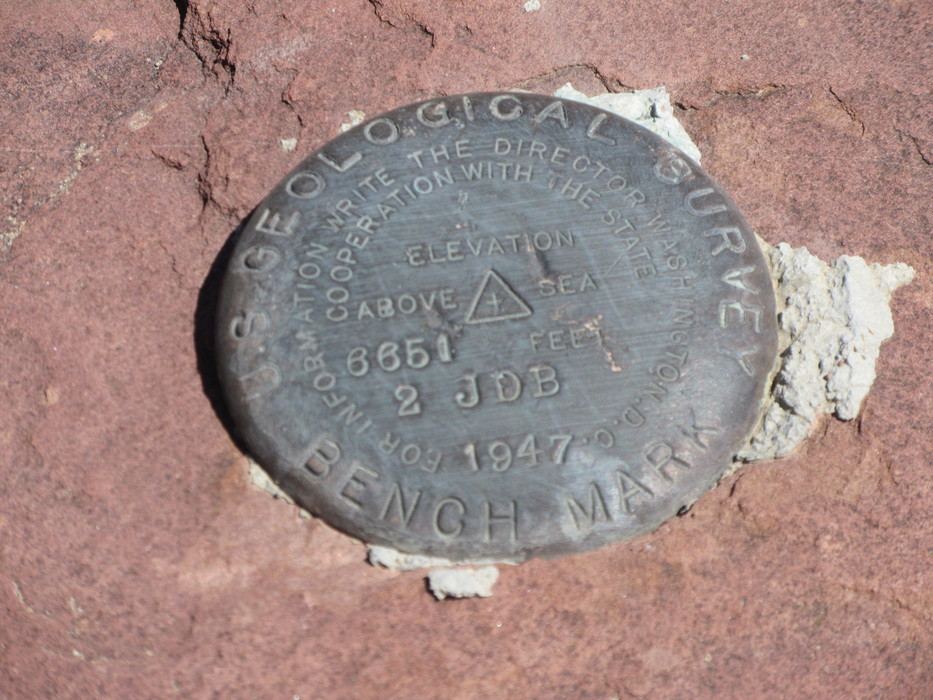 U.S. GEOLOGICAL SURVEY
FOR INFORMATION WRITE THE DIRECTOR WASHINGTON. D.C.
COOPERATION WITH THE STATE
ELEVATION
ABOVE SEA
6651 FEET
2 JDB
1947
BENCH MARK